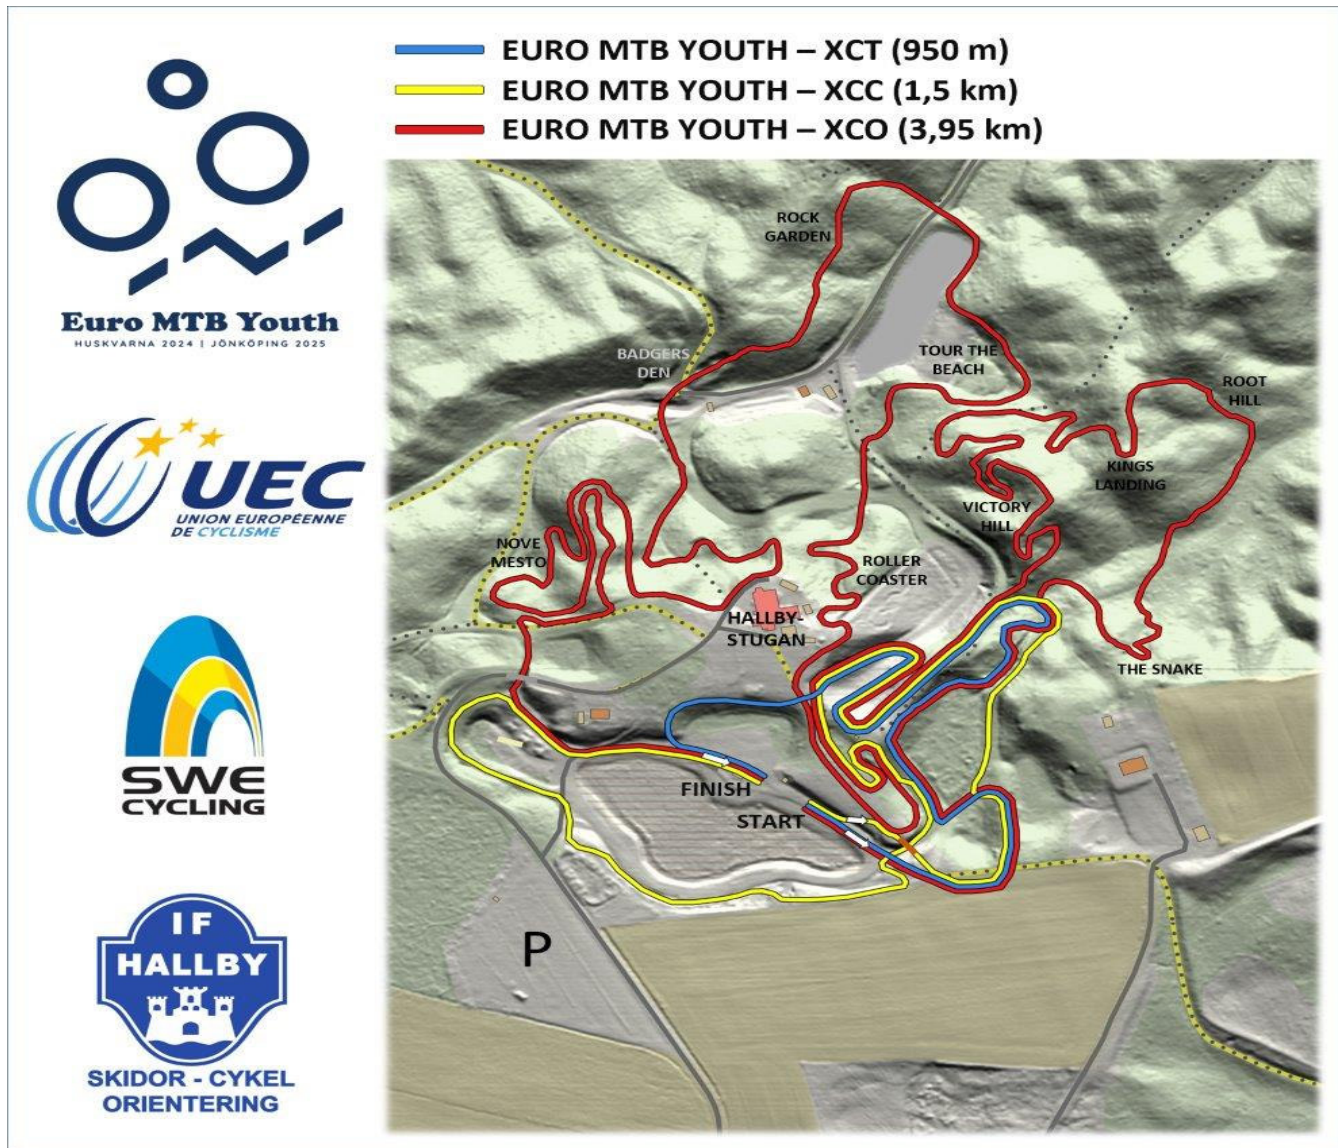 EURO MTB YOUTH – XCT (950 m)
EURO MTB YOUTH – XCC (1,5 km)
EURO MTB YOUTH – XCO (3,95 km)
Euro MTB Youth
HUSKVARNA 2024 | JÖNKÖPING 2025
UEC
UNION EUROPÉENNE
DE CYCLISME
SWE
CYCLING
IF
HALLBY
SKIDOR - CYKEL
ORIENTERING
ROCK
GARDEN
BADGERS
DEN
TOUR THE
BEACH
ROOT
HILL
KINGS
LANDING
VICTORY
HILL
NOVE
MESTO
ROLLER
COASTER
HALLBY-
STUGAN
THE SNAKE
FINISH
START
P